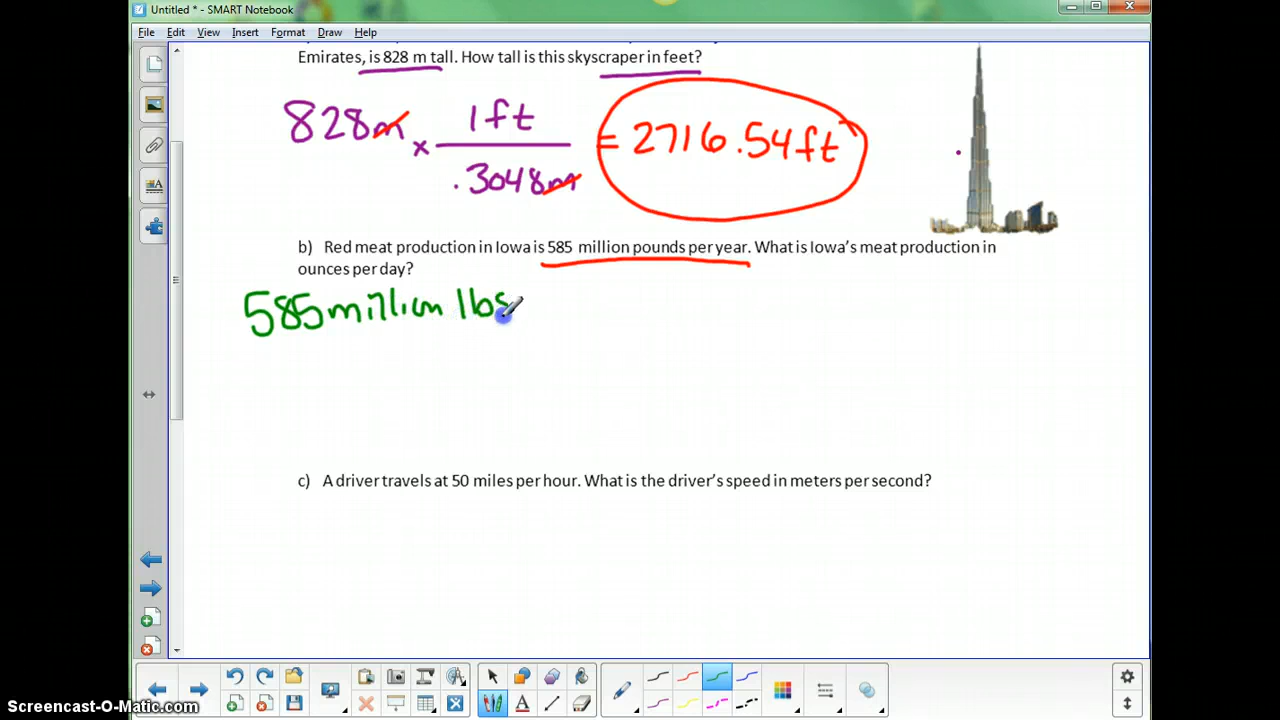 Untitled * - SMART Notebook
File Edit View Insert Format Draw Help
Emirates, is 828 m tall. How tall is this skyscraper in feet?
828m x 1ft / .3048m = 2716.54ft
b) Red meat production in Iowa is 585 million pounds per year. What is Iowa's meat production in
ounces per day?
585 million lbs
c) A driver travels at 50 miles per hour. What is the driver's speed in meters per second?
Screencast-O-Matic.com